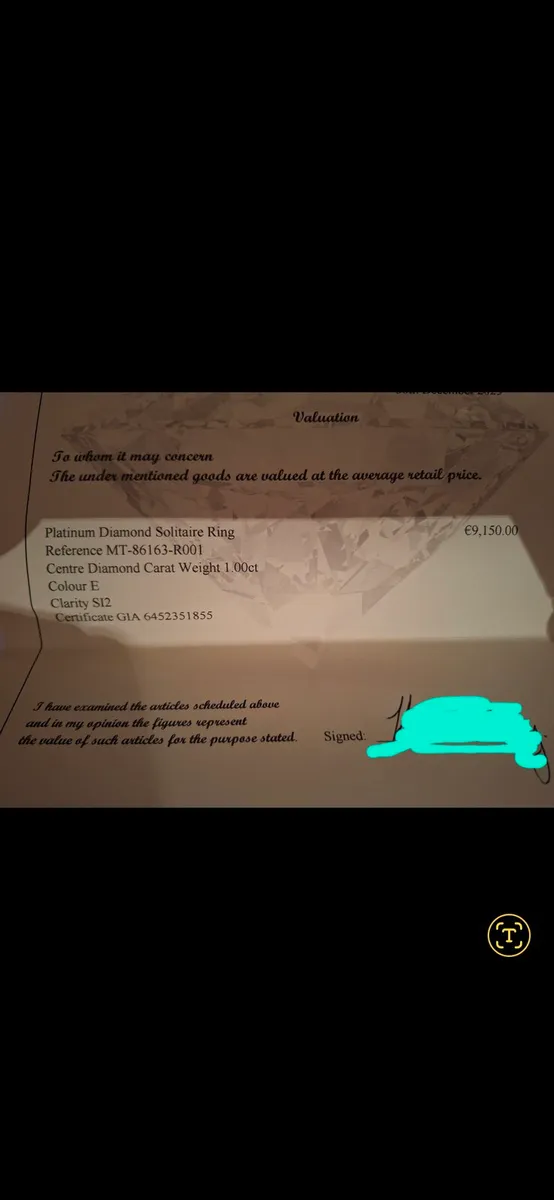 Valuation
To whom it may concern
The under mentioned goods are valued at the average retail price.
Platinum Diamond Solitaire Ring €9,150.00
Reference MT-86163-R001
Centre Diamond Carat Weight 1.00ct
Colour E
Clarity SI2
Certificate GIA 6452351855
I have examined the articles scheduled above
and in my opinion the figures represent
the value of such articles for the purpose stated. Signed: